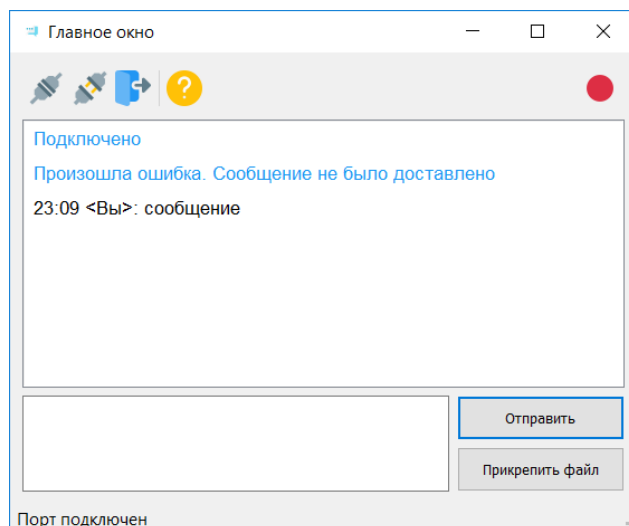 Главное окно
Подключено
Произошла ошибка. Сообщение не было доставлено
23:09 <Вы>: сообщение
Отправить
Прикрепить файл
Порт подключен